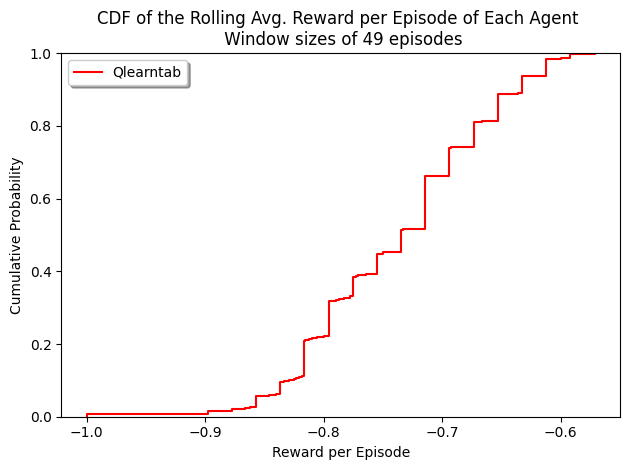 CDF of the Rolling Avg. Reward per Episode of Each Agent
Window sizes of 49 episodes
Qlearntab
Cumulative Probability
1.0
0.8
0.6
0.4
0.2
0.0
−1.0 −0.9 −0.8 −0.7 −0.6
Reward per Episode